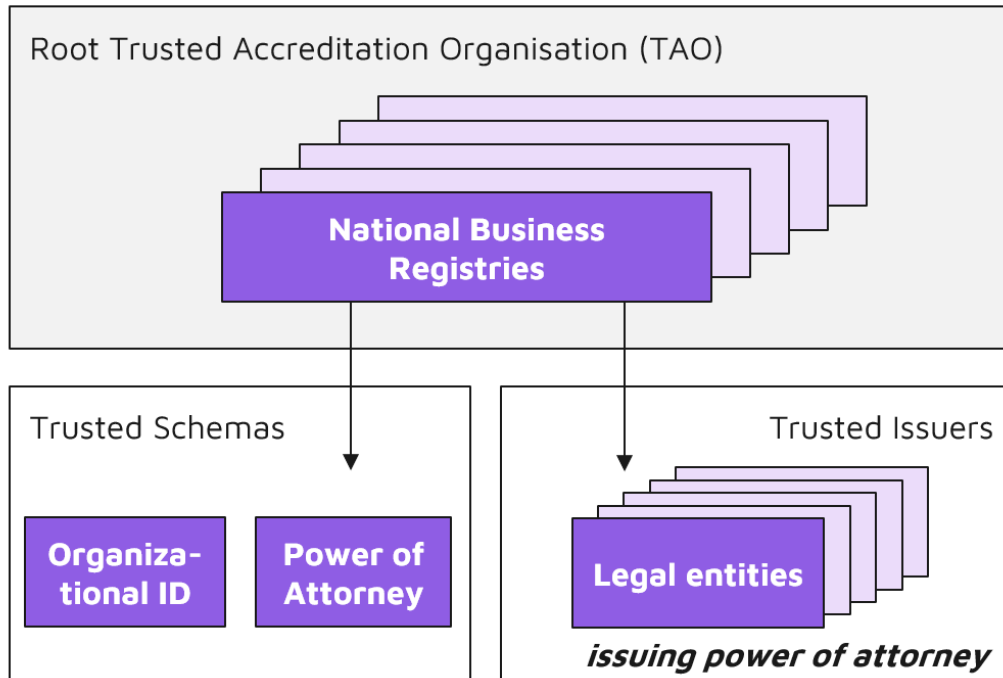 Root Trusted Accreditation Organisation (TAO)
National Business
Registries
Trusted Schemas
Organiza-
tional ID
Power of
Attorney
Trusted Issuers
Legal entities
issuing power of attorney